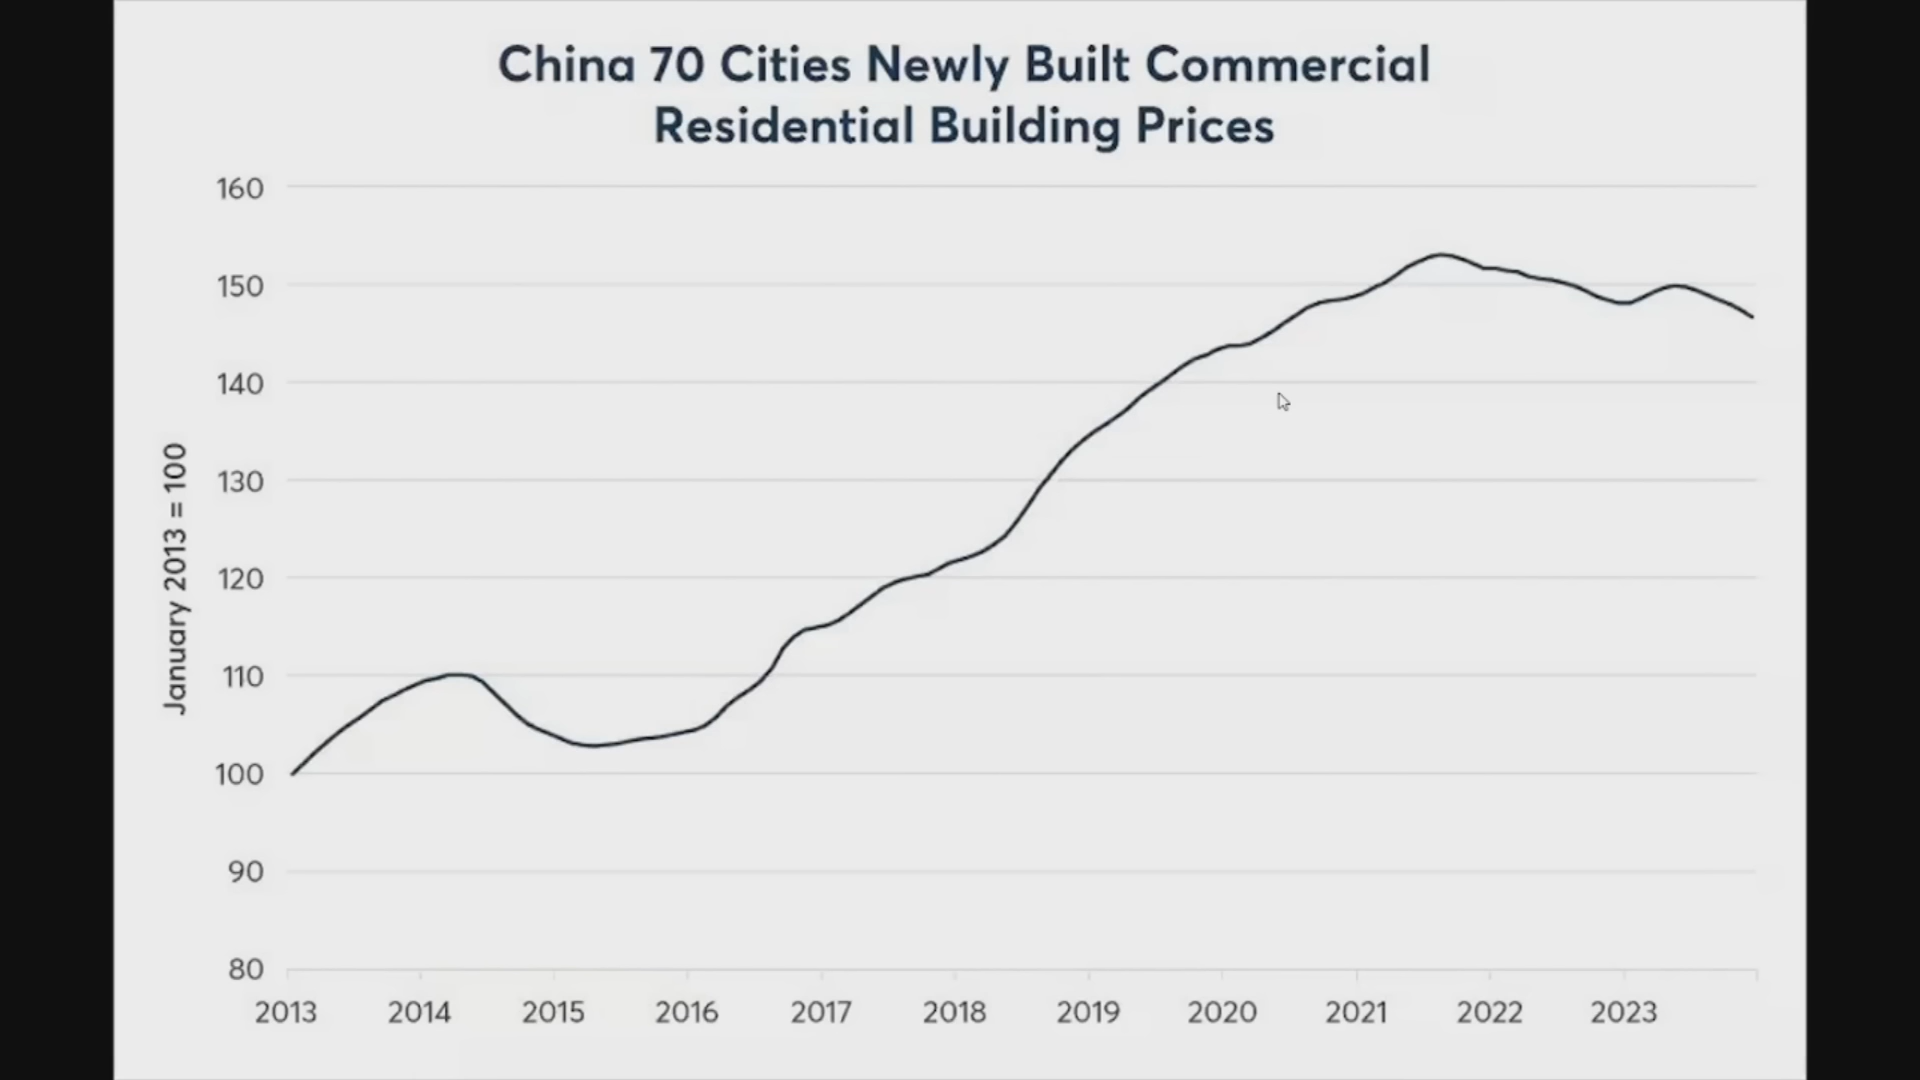 China 70 Cities Newly Built Commercial
Residential Building Prices
January 2013 = 100
160
150
140
130
120
110
100
90
80
2013 2014 2015 2016 2017 2018 2019 2020 2021 2022 2023